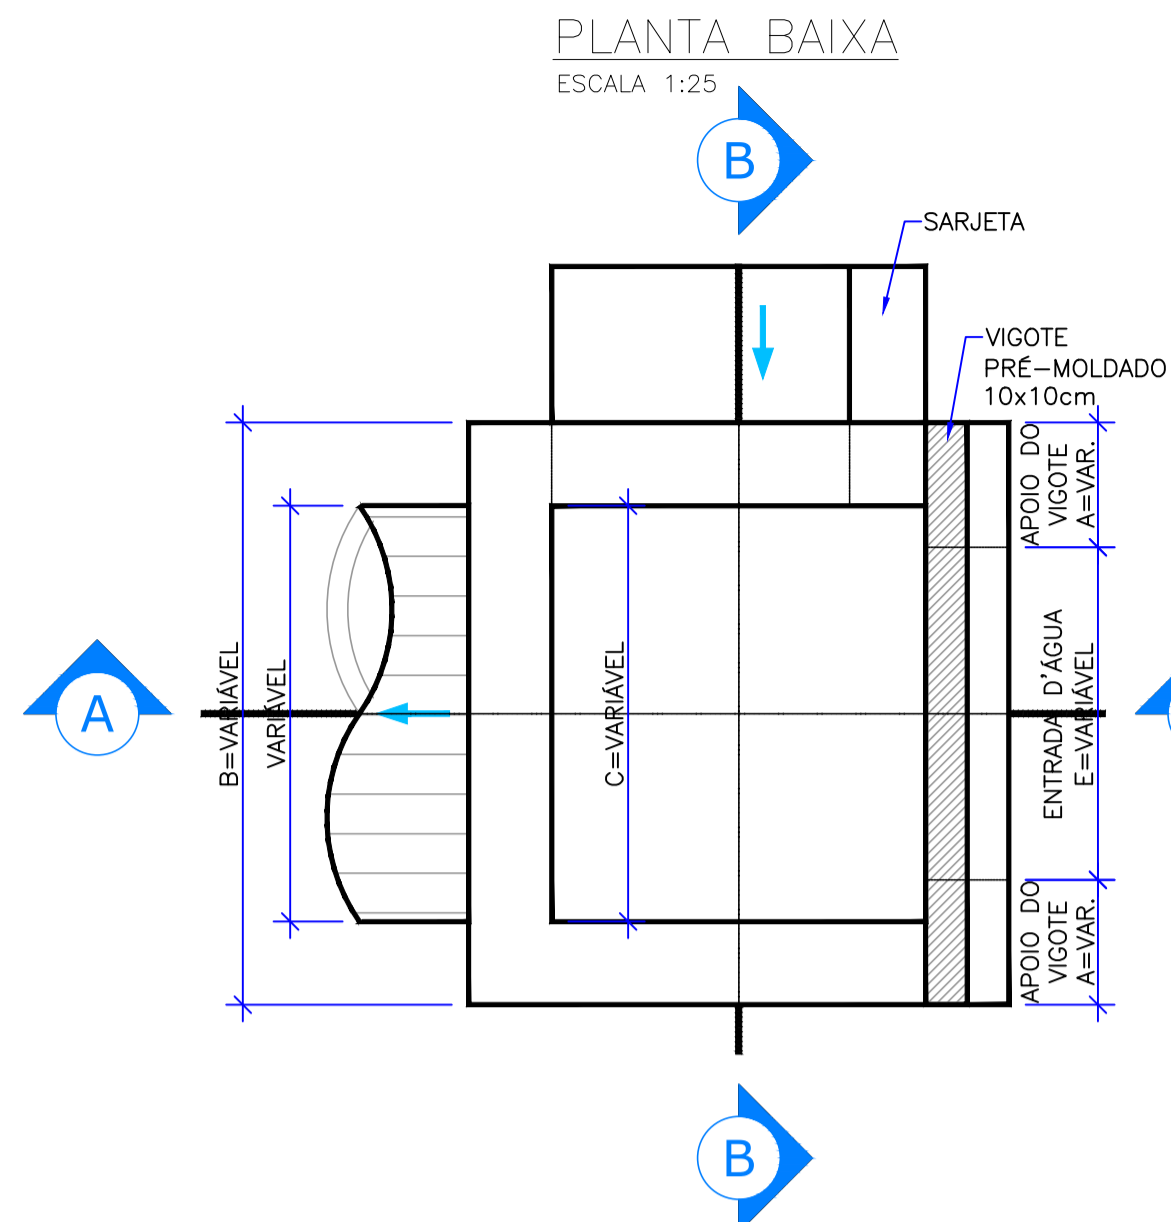 PLANTA BAIXA
ESCALA 1:25
B
SARJETA
VIGOTE
PRÉ-MOLDADO
10x10cm
APOIO DO
VIGOTE
A=VAR.
B=VARIÁVEL
VARIÁVEL
C=VARIÁVEL
ENTRADA D'ÁGUA
E=VARIÁVEL
A
APOIO DO
VIGOTE
A=VAR.
B